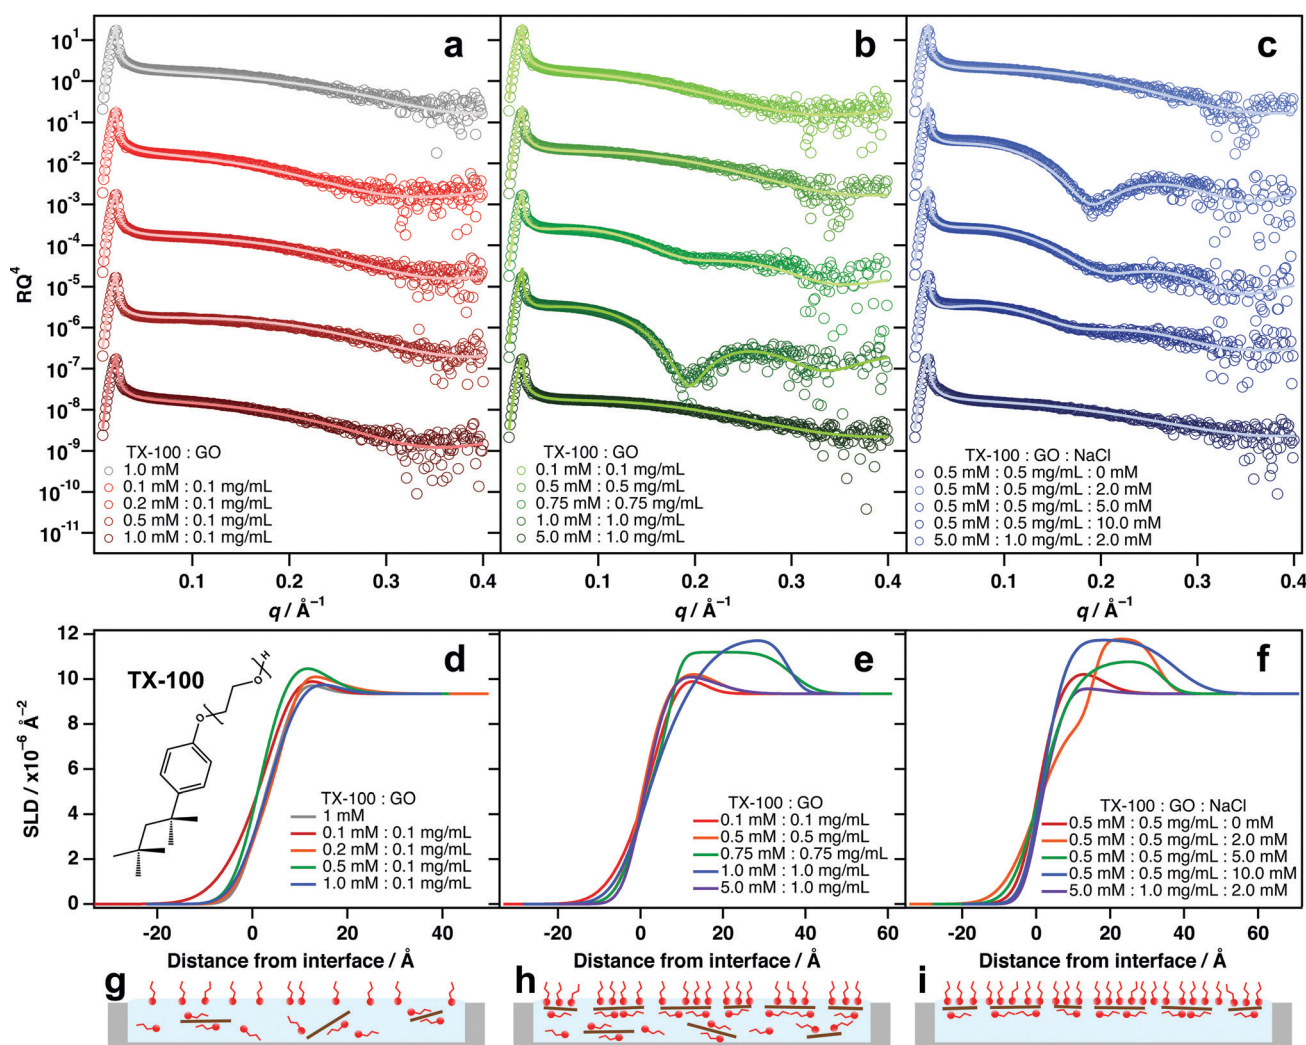 a
b
c
10¹
10⁰
10⁻¹
10⁻²
10⁻³
10⁻⁴
10⁻⁵
10⁻⁶
10⁻⁷
10⁻⁸
10⁻⁹
10⁻¹⁰
10⁻¹¹
RQ⁴
TX-100 : GO
1.0 mM
0.1 mM : 0.1 mg/mL
0.2 mM : 0.1 mg/mL
0.5 mM : 0.1 mg/mL
1.0 mM : 0.1 mg/mL
TX-100 : GO
0.1 mM : 0.1 mg/mL
0.5 mM : 0.5 mg/mL
0.75 mM : 0.75 mg/mL
1.0 mM : 1.0 mg/mL
5.0 mM : 1.0 mg/mL
TX-100 : GO : NaCl
0.5 mM : 0.5 mg/mL : 0 mM
0.5 mM : 0.5 mg/mL : 2.0 mM
0.5 mM : 0.5 mg/mL : 5.0 mM
0.5 mM : 0.5 mg/mL : 10.0 mM
5.0 mM : 1.0 mg/mL : 2.0 mM
0.1 0.2 0.3 0.4 0.1 0.2 0.3 0.4 0.1 0.2 0.3 0.4
q / Å⁻¹ q / Å⁻¹ q / Å⁻¹
d
e
f
12
10
8
6
4
2
0
SLD / x10⁻⁶ Å⁻²
TX-100
O
O
H
TX-100 : GO
1 mM
0.1 mM : 0.1 mg/mL
0.2 mM : 0.1 mg/mL
0.5 mM : 0.1 mg/mL
1.0 mM : 0.1 mg/mL
TX-100 : GO
0.1 mM : 0.1 mg/mL
0.5 mM : 0.5 mg/mL
0.75 mM : 0.75 mg/mL
1.0 mM : 1.0 mg/mL
5.0 mM : 1.0 mg/mL
TX-100 : GO : NaCl
0.5 mM : 0.5 mg/mL : 0 mM
0.5 mM : 0.5 mg/mL : 2.0 mM
0.5 mM : 0.5 mg/mL : 5.0 mM
0.5 mM : 0.5 mg/mL : 10.0 mM
5.0 mM : 1.0 mg/mL : 2.0 mM
-20 0 20 40 -20 0 20 40 60 -20 0 20 40 60
Distance from interface / Å Distance from interface / Å Distance from interface / Å
g
h
i